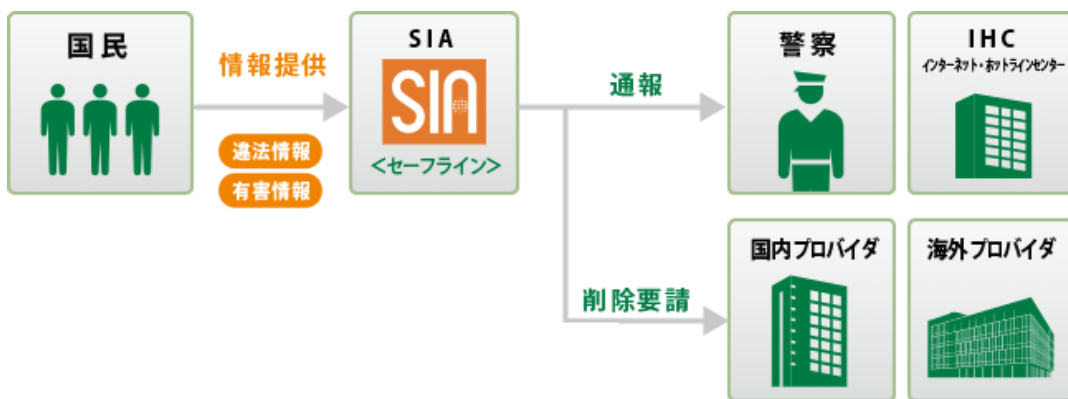 国民
情報提供
違法情報
有害情報
SIA
SIA
＜セーフライン＞
通報
削除要請
警察
IHC
インターネット・ホットラインセンター
国内プロバイダ
海外プロバイダ